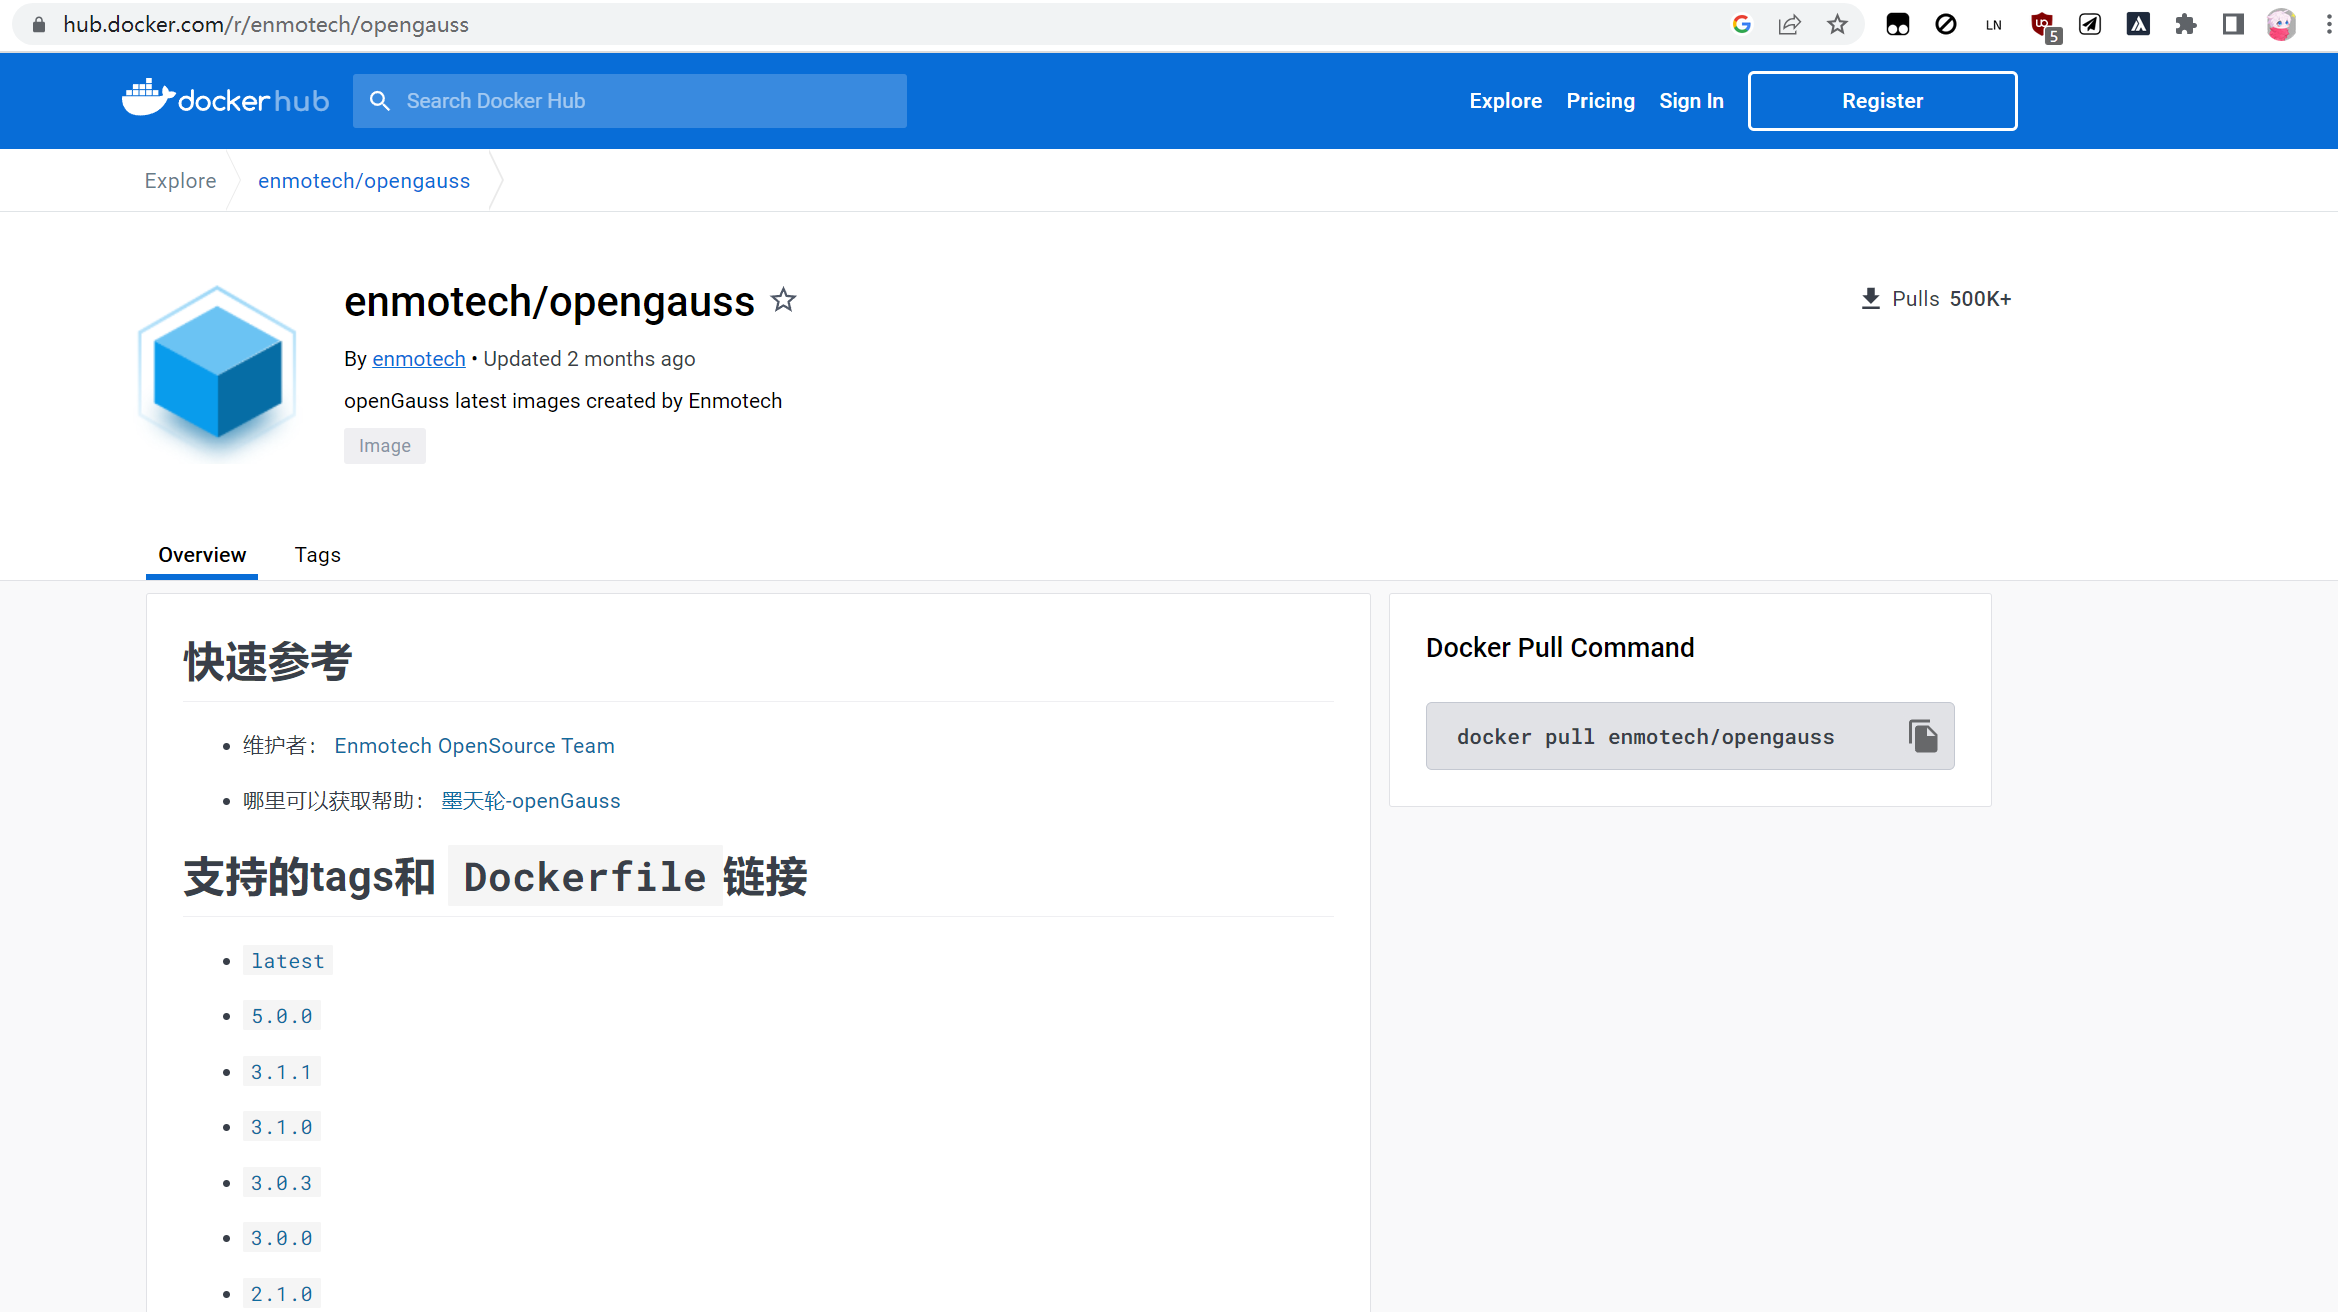 hub.docker.com/r/enmotech/opengauss
LN
5
docker hub
Search Docker Hub
Explore
Pricing
Sign In
Register
Explore
enmotech/opengauss
enmotech/opengauss
Pulls 500K+
By enmotech • Updated 2 months ago
openGauss latest images created by Enmotech
Image
Overview
Tags
快速参考
维护者： Enmotech OpenSource Team
哪里可以获取帮助： 墨天轮-openGauss
支持的tags和 Dockerfile 链接
latest
5.0.0
3.1.1
3.1.0
3.0.3
3.0.0
2.1.0
Docker Pull Command
docker pull enmotech/opengauss